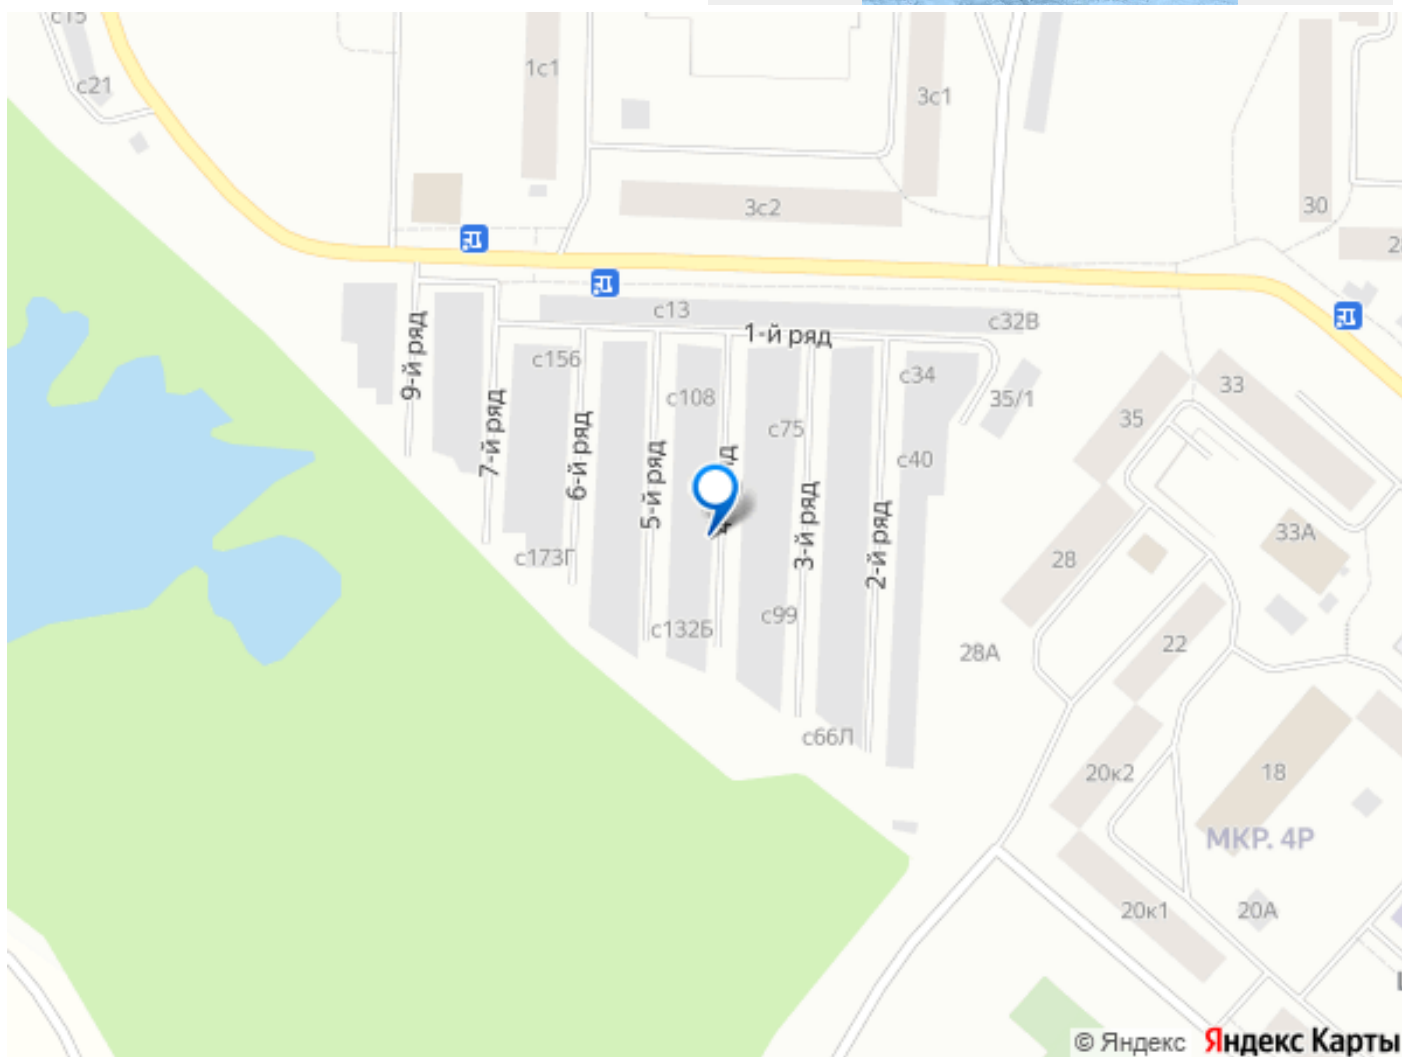 с15
с21
1с1
3с1
3с2
30
с13
с32В
1-й ряд
9-й ряд
с156
с108
с34
35/1
33
35
7-й ряд
6-й ряд
5-й ряд
с75
с40
3-й ряд
2-й ряд
33А
28
с173Г
с132Б
с99
28А
22
с66Л
20к2
18
МКР. 4Р
20к1
20А
© Яндекс Яндекс Карты